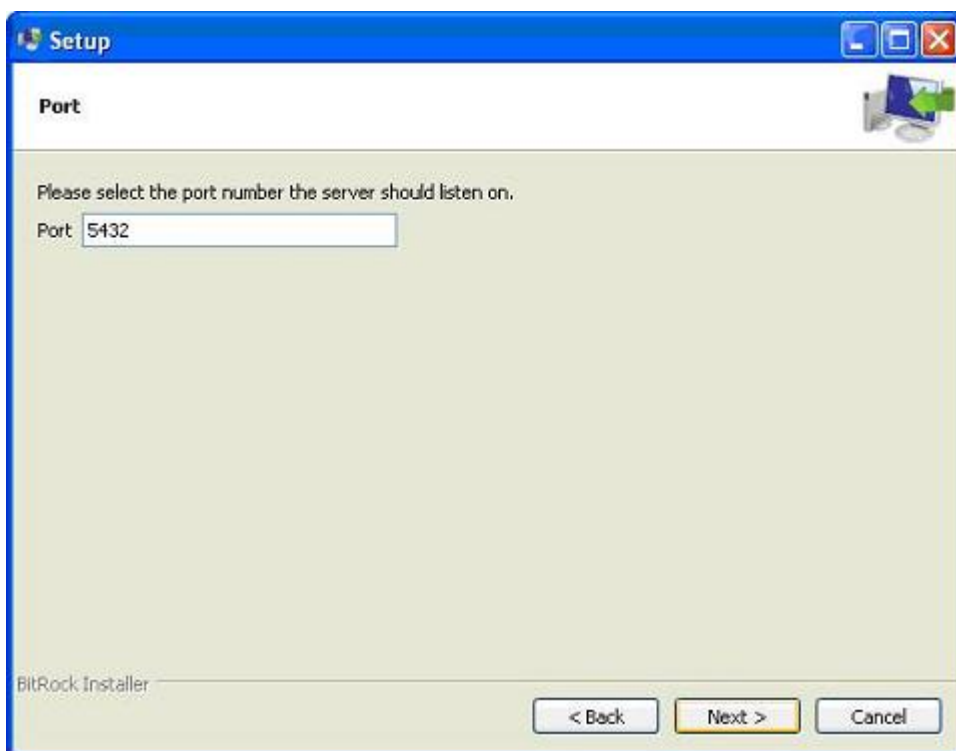 Setup
Port
Please select the port number the server should listen on.
Port 5432
BitRock Installer
< Back Next > Cancel